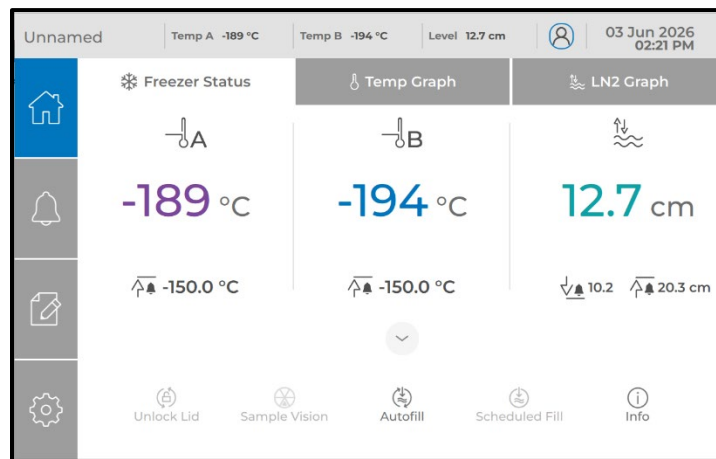 Unnamed
Temp A -189 °C
Temp B -194 °C
Level 12.7 cm
03 Jun 2026
02:21 PM
Freezer Status
Temp Graph
LN2 Graph
A
B
-189 °C
-194 °C
12.7 cm
-150.0 °C
-150.0 °C
10.2
20.3 cm
Unlock Lid
Sample Vision
Autofill
Scheduled Fill
Info